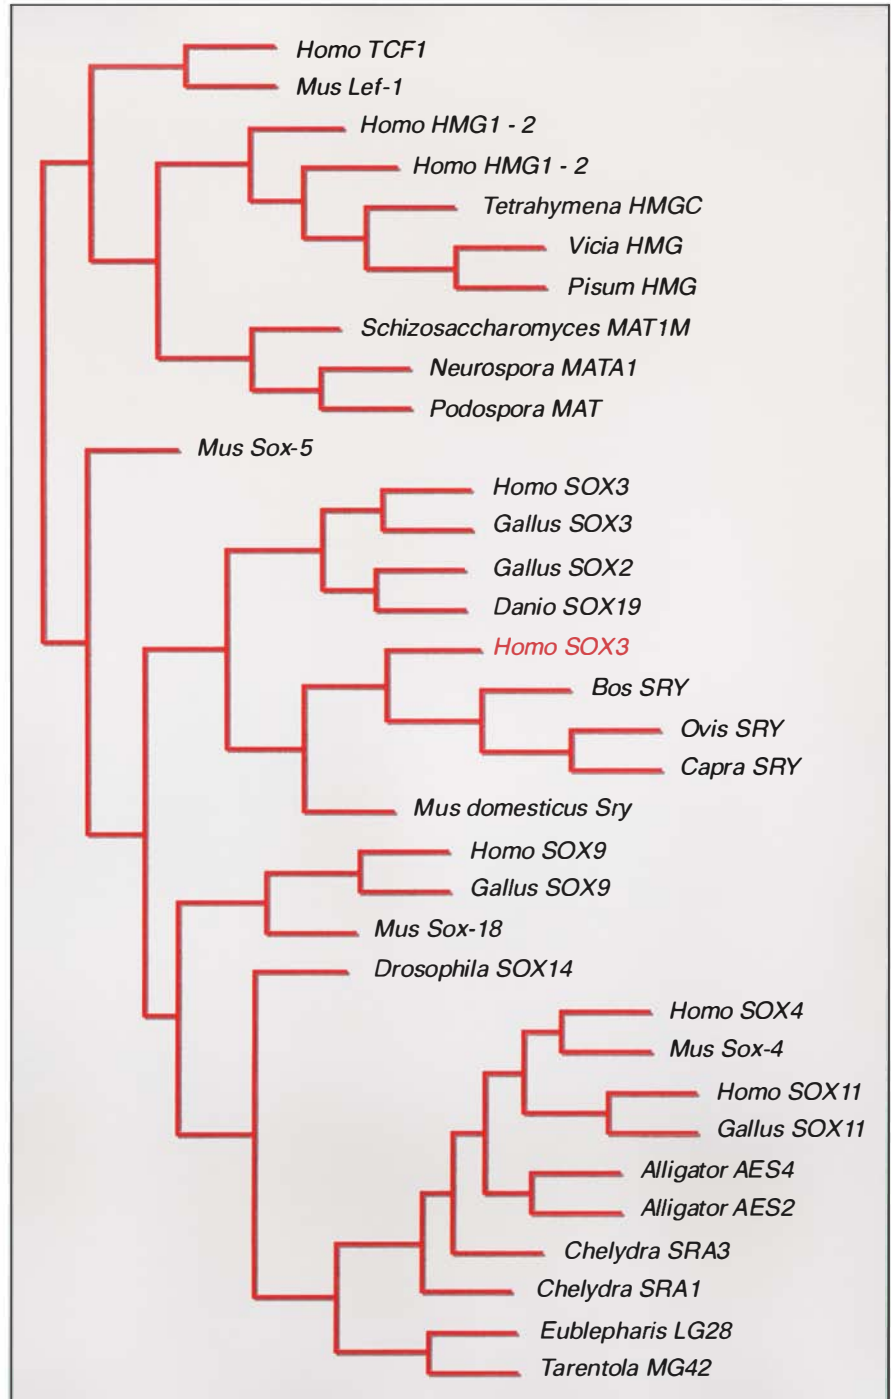 Homo TCF1
Mus Lef-1
Homo HMG1 - 2
Homo HMG1 - 2
Tetrahymena HMGC
Vicia HMG
Pisum HMG
Schizosaccharomyces MAT1M
Neurospora MATA1
Podospora MAT
Mus Sox-5
Homo SOX3
Gallus SOX3
Gallus SOX2
Danio SOX19
Homo SOX3
Bos SRY
Ovis SRY
Capra SRY
Mus domesticus Sry
Homo SOX9
Gallus SOX9
Mus Sox-18
Drosophila SOX14
Homo SOX4
Mus Sox-4
Homo SOX11
Gallus SOX11
Alligator AES4
Alligator AES2
Chelydra SRA3
Chelydra SRA1
Eublepharis LG28
Tarentola MG42